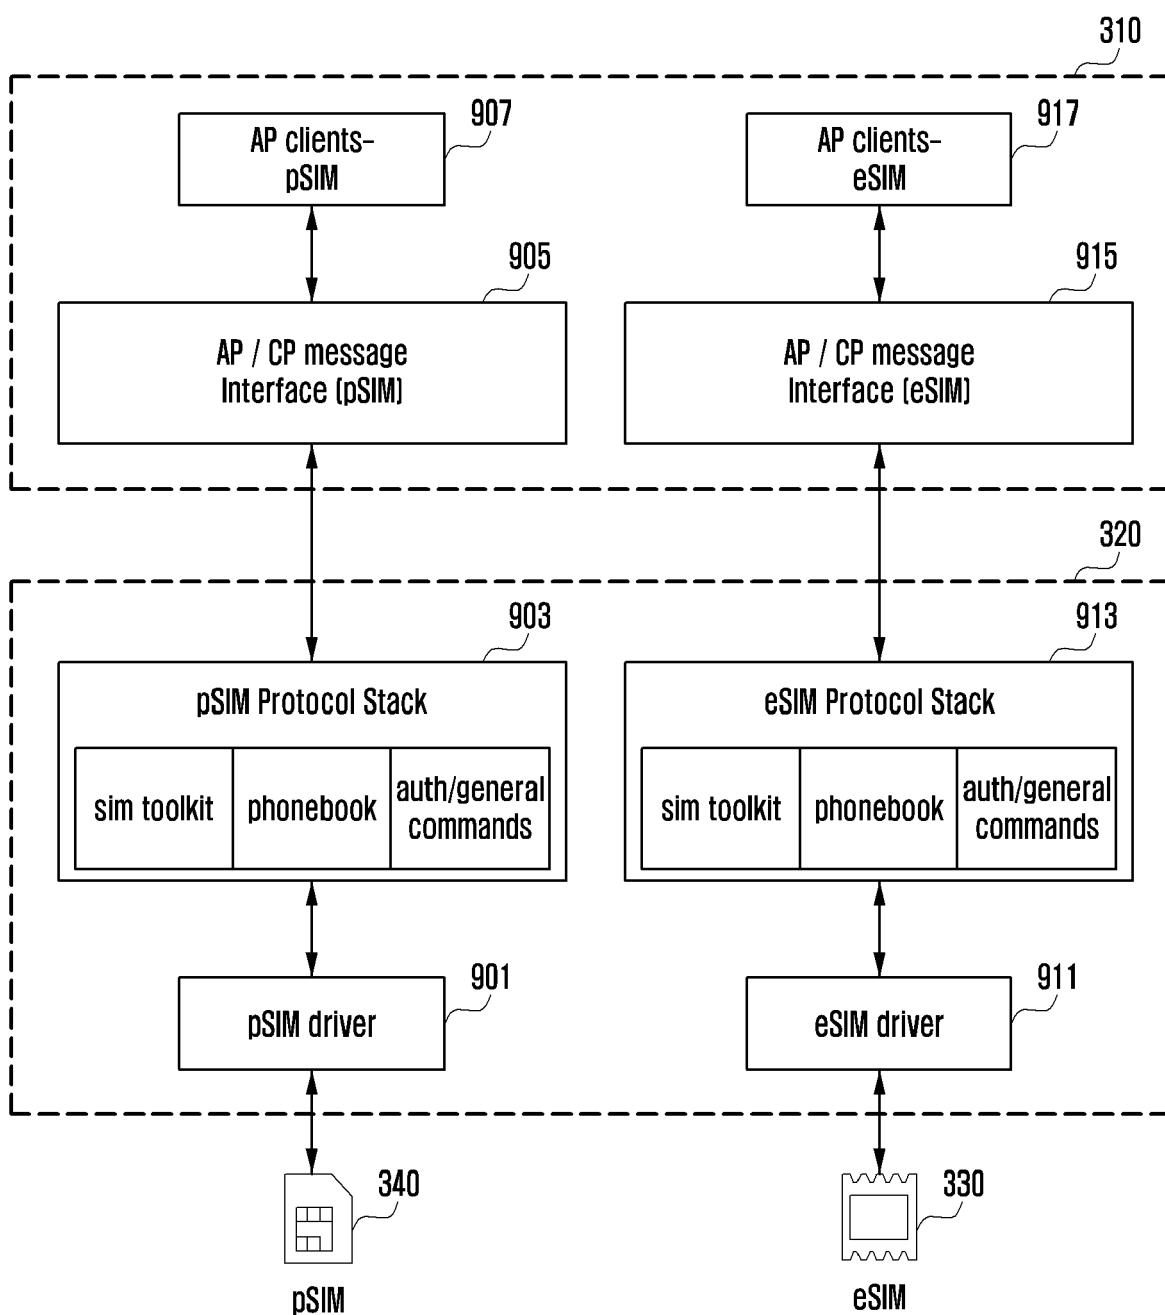 310
907
917
AP clients–
pSIM
AP clients–
eSIM
905
915
AP / CP message
Interface (pSIM)
AP / CP message
Interface (eSIM)
320
903
913
pSIM Protocol Stack
eSIM Protocol Stack
sim toolkit
phonebook
auth/general
commands
sim toolkit
phonebook
auth/general
commands
901
911
pSIM driver
eSIM driver
340
330
pSIM
eSIM